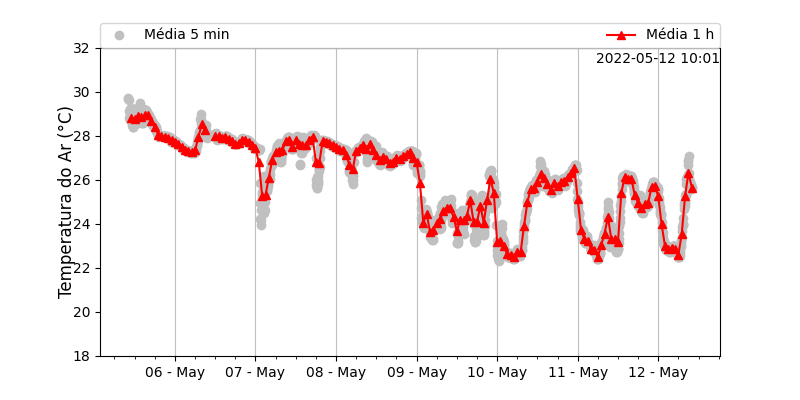 Média 5 min
Média 1 h
2022-05-12 10:01
Temperatura do Ar (°C)
32
30
28
26
24
22
20
18
06 - May
07 - May
08 - May
09 - May
10 - May
11 - May
12 - May